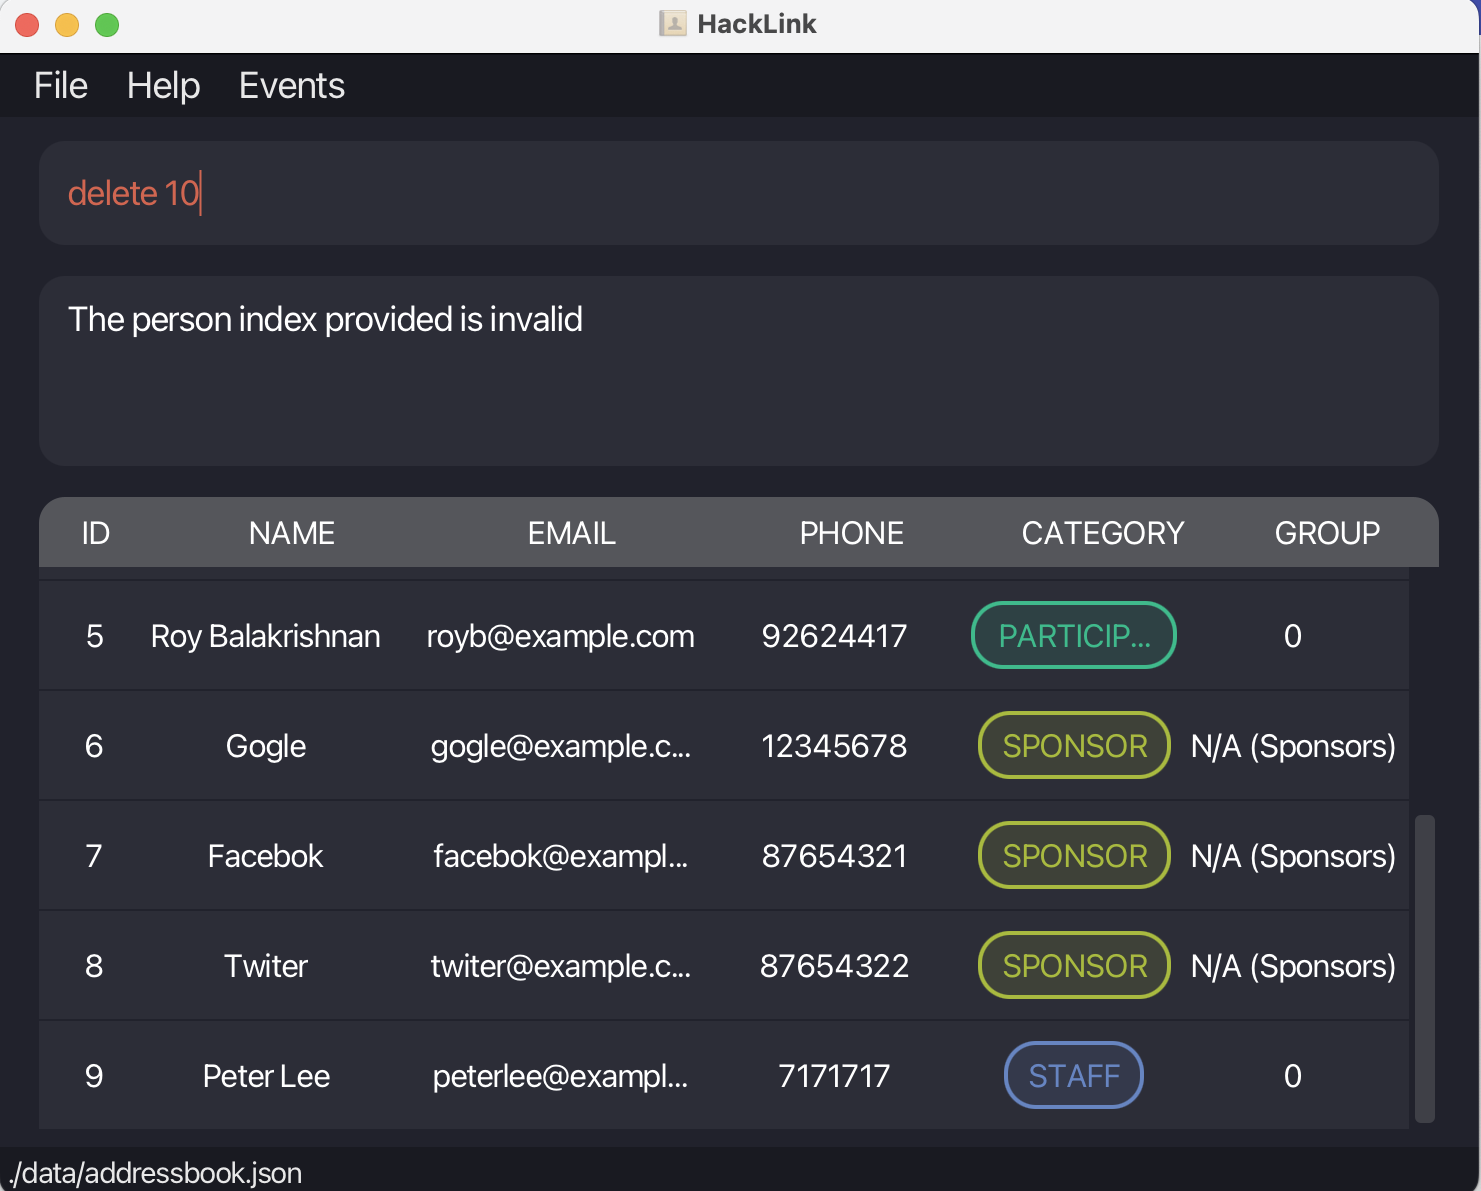 HackLink
File Help Events
delete 10
The person index provided is invalid
ID NAME EMAIL PHONE CATEGORY GROUP
5 Roy Balakrishnan royb@example.com 92624417 PARTICIP... 0
6 Gogle gogle@example.c... 12345678 SPONSOR N/A (Sponsors)
7 Facebok facebok@exampl... 87654321 SPONSOR N/A (Sponsors)
8 Twiter twiter@example.c... 87654322 SPONSOR N/A (Sponsors)
9 Peter Lee peterlee@exampl... 7171717 STAFF 0
./data/addressbook.json